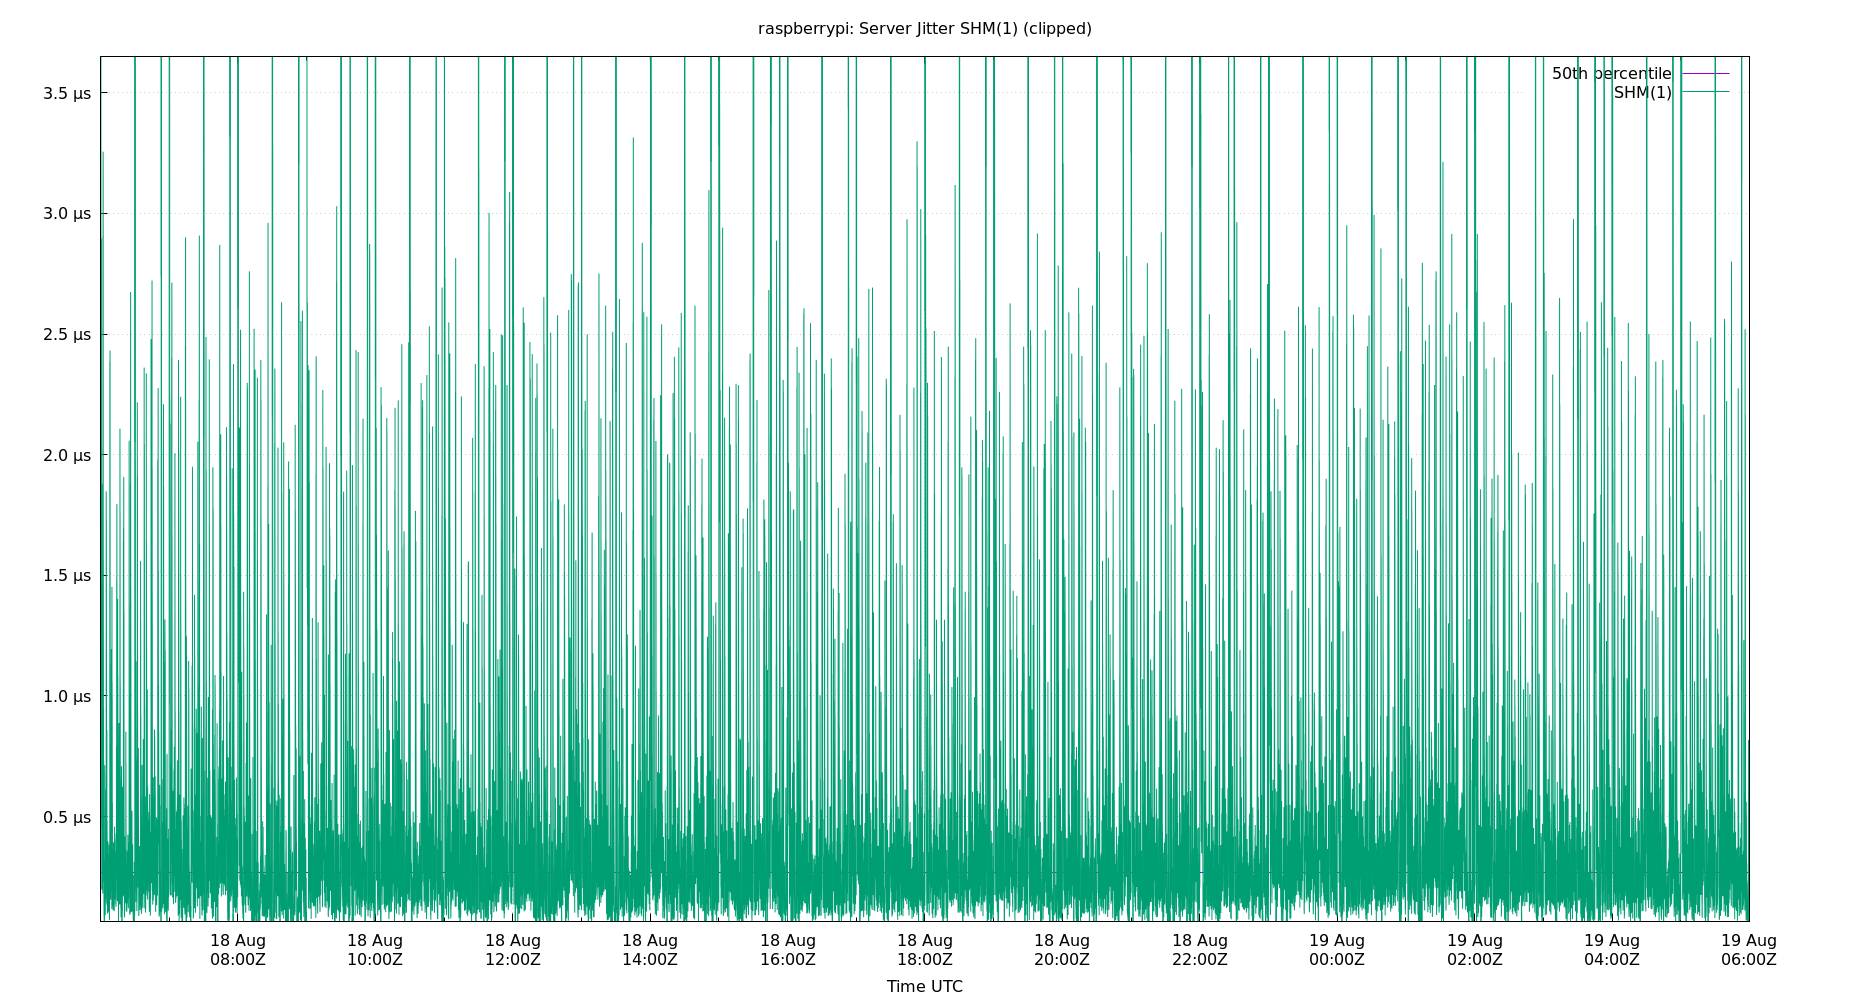 raspberrypi: Server Jitter SHM(1) (clipped)
50th percentile
SHM(1)
3.5 µs
3.0 µs
2.5 µs
2.0 µs
1.5 µs
1.0 µs
0.5 µs
18 Aug 18 Aug 18 Aug 18 Aug 18 Aug 18 Aug 18 Aug 18 Aug 19 Aug 19 Aug 19 Aug 19 Aug
08:00Z 10:00Z 12:00Z 14:00Z 16:00Z 18:00Z 20:00Z 22:00Z 00:00Z 02:00Z 04:00Z 06:00Z
Time UTC